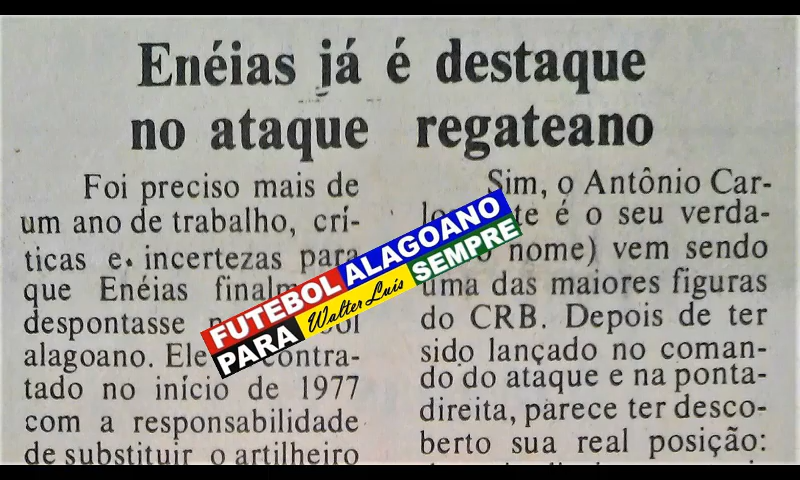 Enéias já é destaque
no ataque regateano
Foi preciso mais de
um ano de trabalho, crí-
ticas e incertezas para
que Enéias
despontasse
alagoano. Ele contra-
tado no início de 1977
com a responsabilidade
de substituir o artilheiro
Sim, o Antônio Car-
te é o seu verda-
nome) vem sendo
uma das maiores figuras
do CRB. Depois de ter
sido lançado no coman-
do do ataque e na ponta-
direita, parece ter desco-
berto sua real posição:
FUTEBOL ALAGOANO
PARA Walter Luis SEMPRE